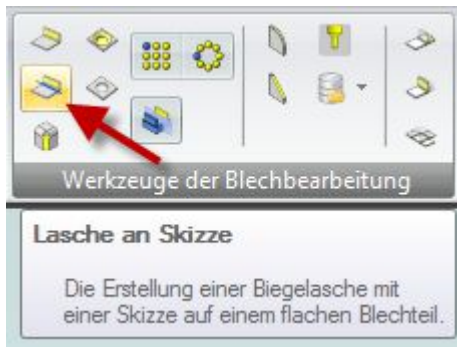 Werkzeuge der Blechbearbeitung
Lasche an Skizze
Die Erstellung einer Biegelasche mit
einer Skizze auf einem flachen Blechteil.